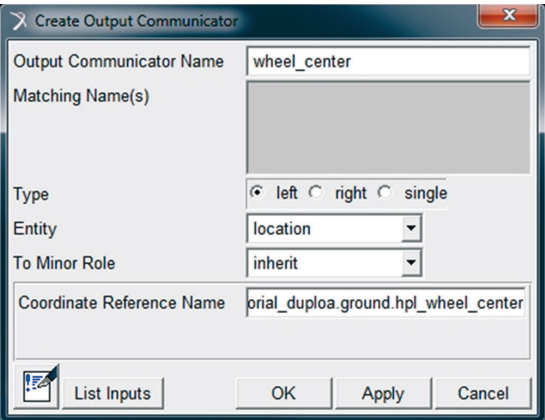 Create Output Communicator
Output Communicator Name wheel_center
Matching Name(s)
Type left right single
Entity location
To Minor Role inherit
Coordinate Reference Name orial_duploa.ground.hpl_wheel_center
List Inputs OK Apply Cancel